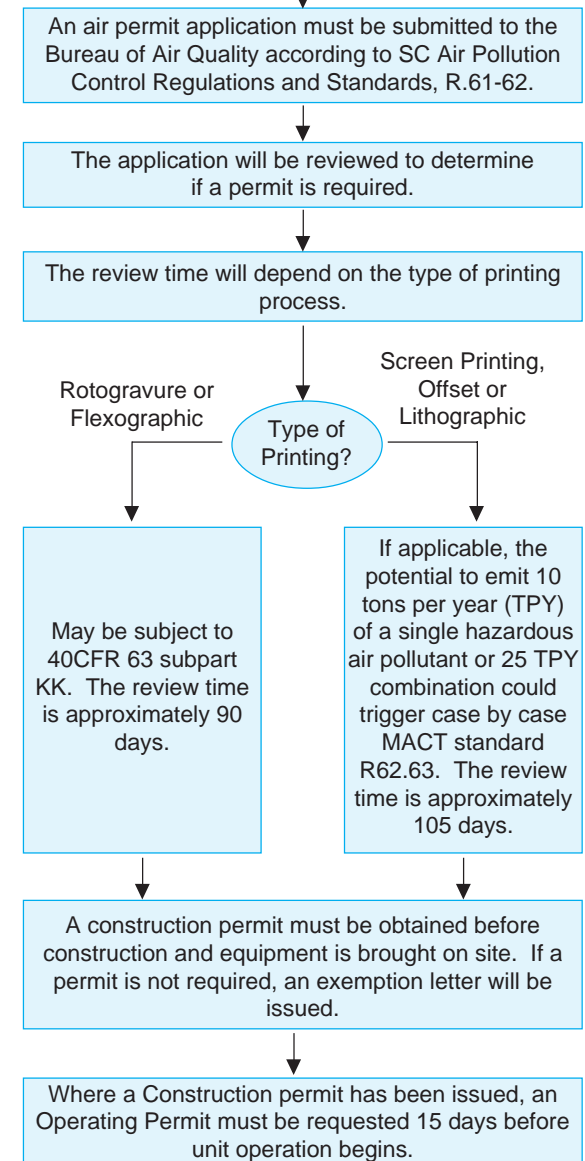 An air permit application must be submitted to the
Bureau of Air Quality according to SC Air Pollution
Control Regulations and Standards, R.61-62.
The application will be reviewed to determine
if a permit is required.
The review time will depend on the type of printing
process.
Rotogravure or
Flexographic
Screen Printing,
Offset or
Lithographic
Type of
Printing?
May be subject to
40CFR 63 subpart
KK.  The review time
is approximately 90
days.
If applicable, the
potential to emit 10
tons per year (TPY)
of a single hazardous
air pollutant or 25 TPY
combination could
trigger case by case
MACT standard
R62.63.  The review
time is approximately
105 days.
A construction permit must be obtained before
construction and equipment is brought on site.  If a
permit is not required, an exemption letter will be
issued.
Where a Construction permit has been issued, an
Operating Permit must be requested 15 days before
unit operation begins.